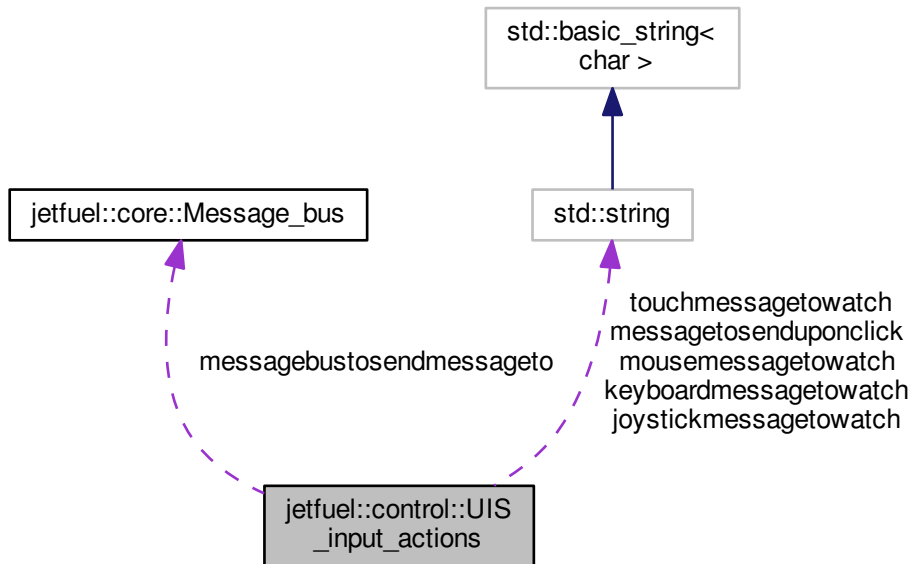 std::basic_string<
char >
jetfuel::core::Message_bus
std::string
touchmessagetowatch
messagetosenduponclick
mousemessagetowatch
keyboardmessagetowatch
joystickmessagetowatch
messagebustosendmessageto
jetfuel::control::UIS
_input_actions